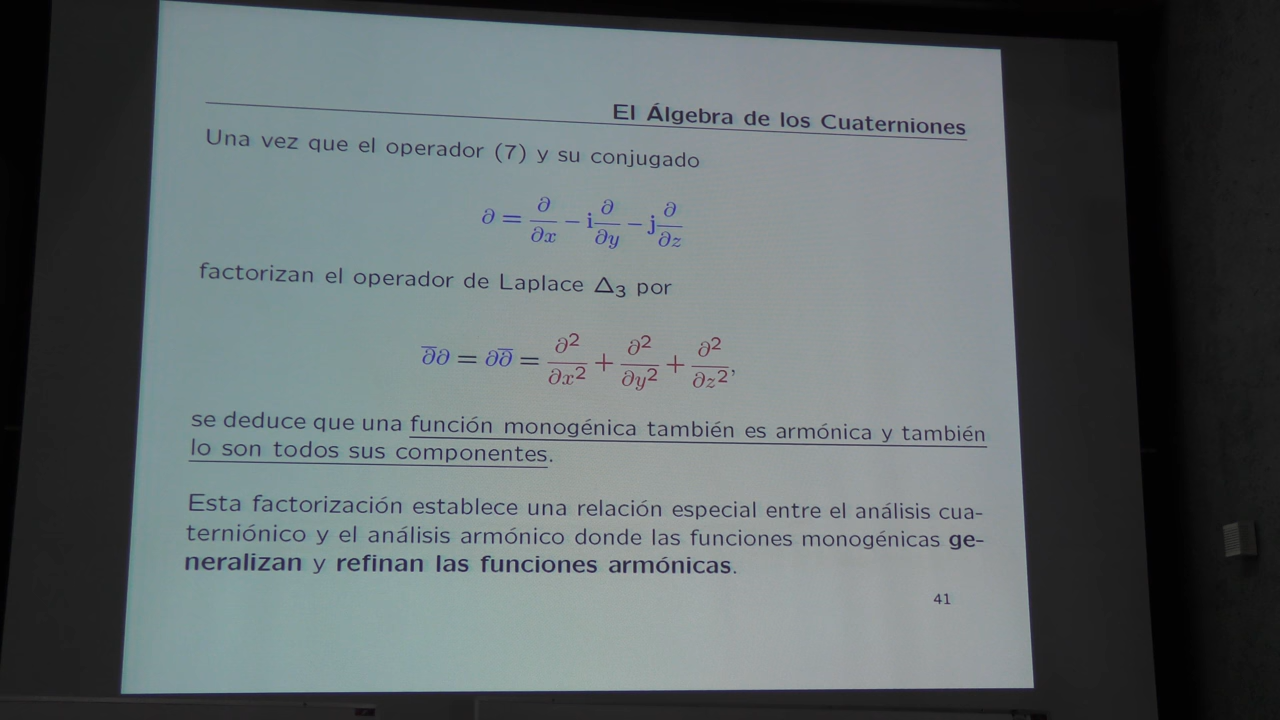 El Álgebra de los Cuaterniones
Una vez que el operador (7) y su conjugado
∂ = ∂/∂x − i ∂/∂y − j ∂/∂z
factorizan el operador de Laplace Δ₃ por
∂̅∂ = ∂∂̅ = ∂²/∂x² + ∂²/∂y² + ∂²/∂z²,
se deduce que una función monogénica también es armónica y también
lo son todos sus componentes.
Esta factorización establece una relación especial entre el análisis cua-
terniónico y el análisis armónico donde las funciones monogénicas ge-
neralizan y refinan las funciones armónicas.
41